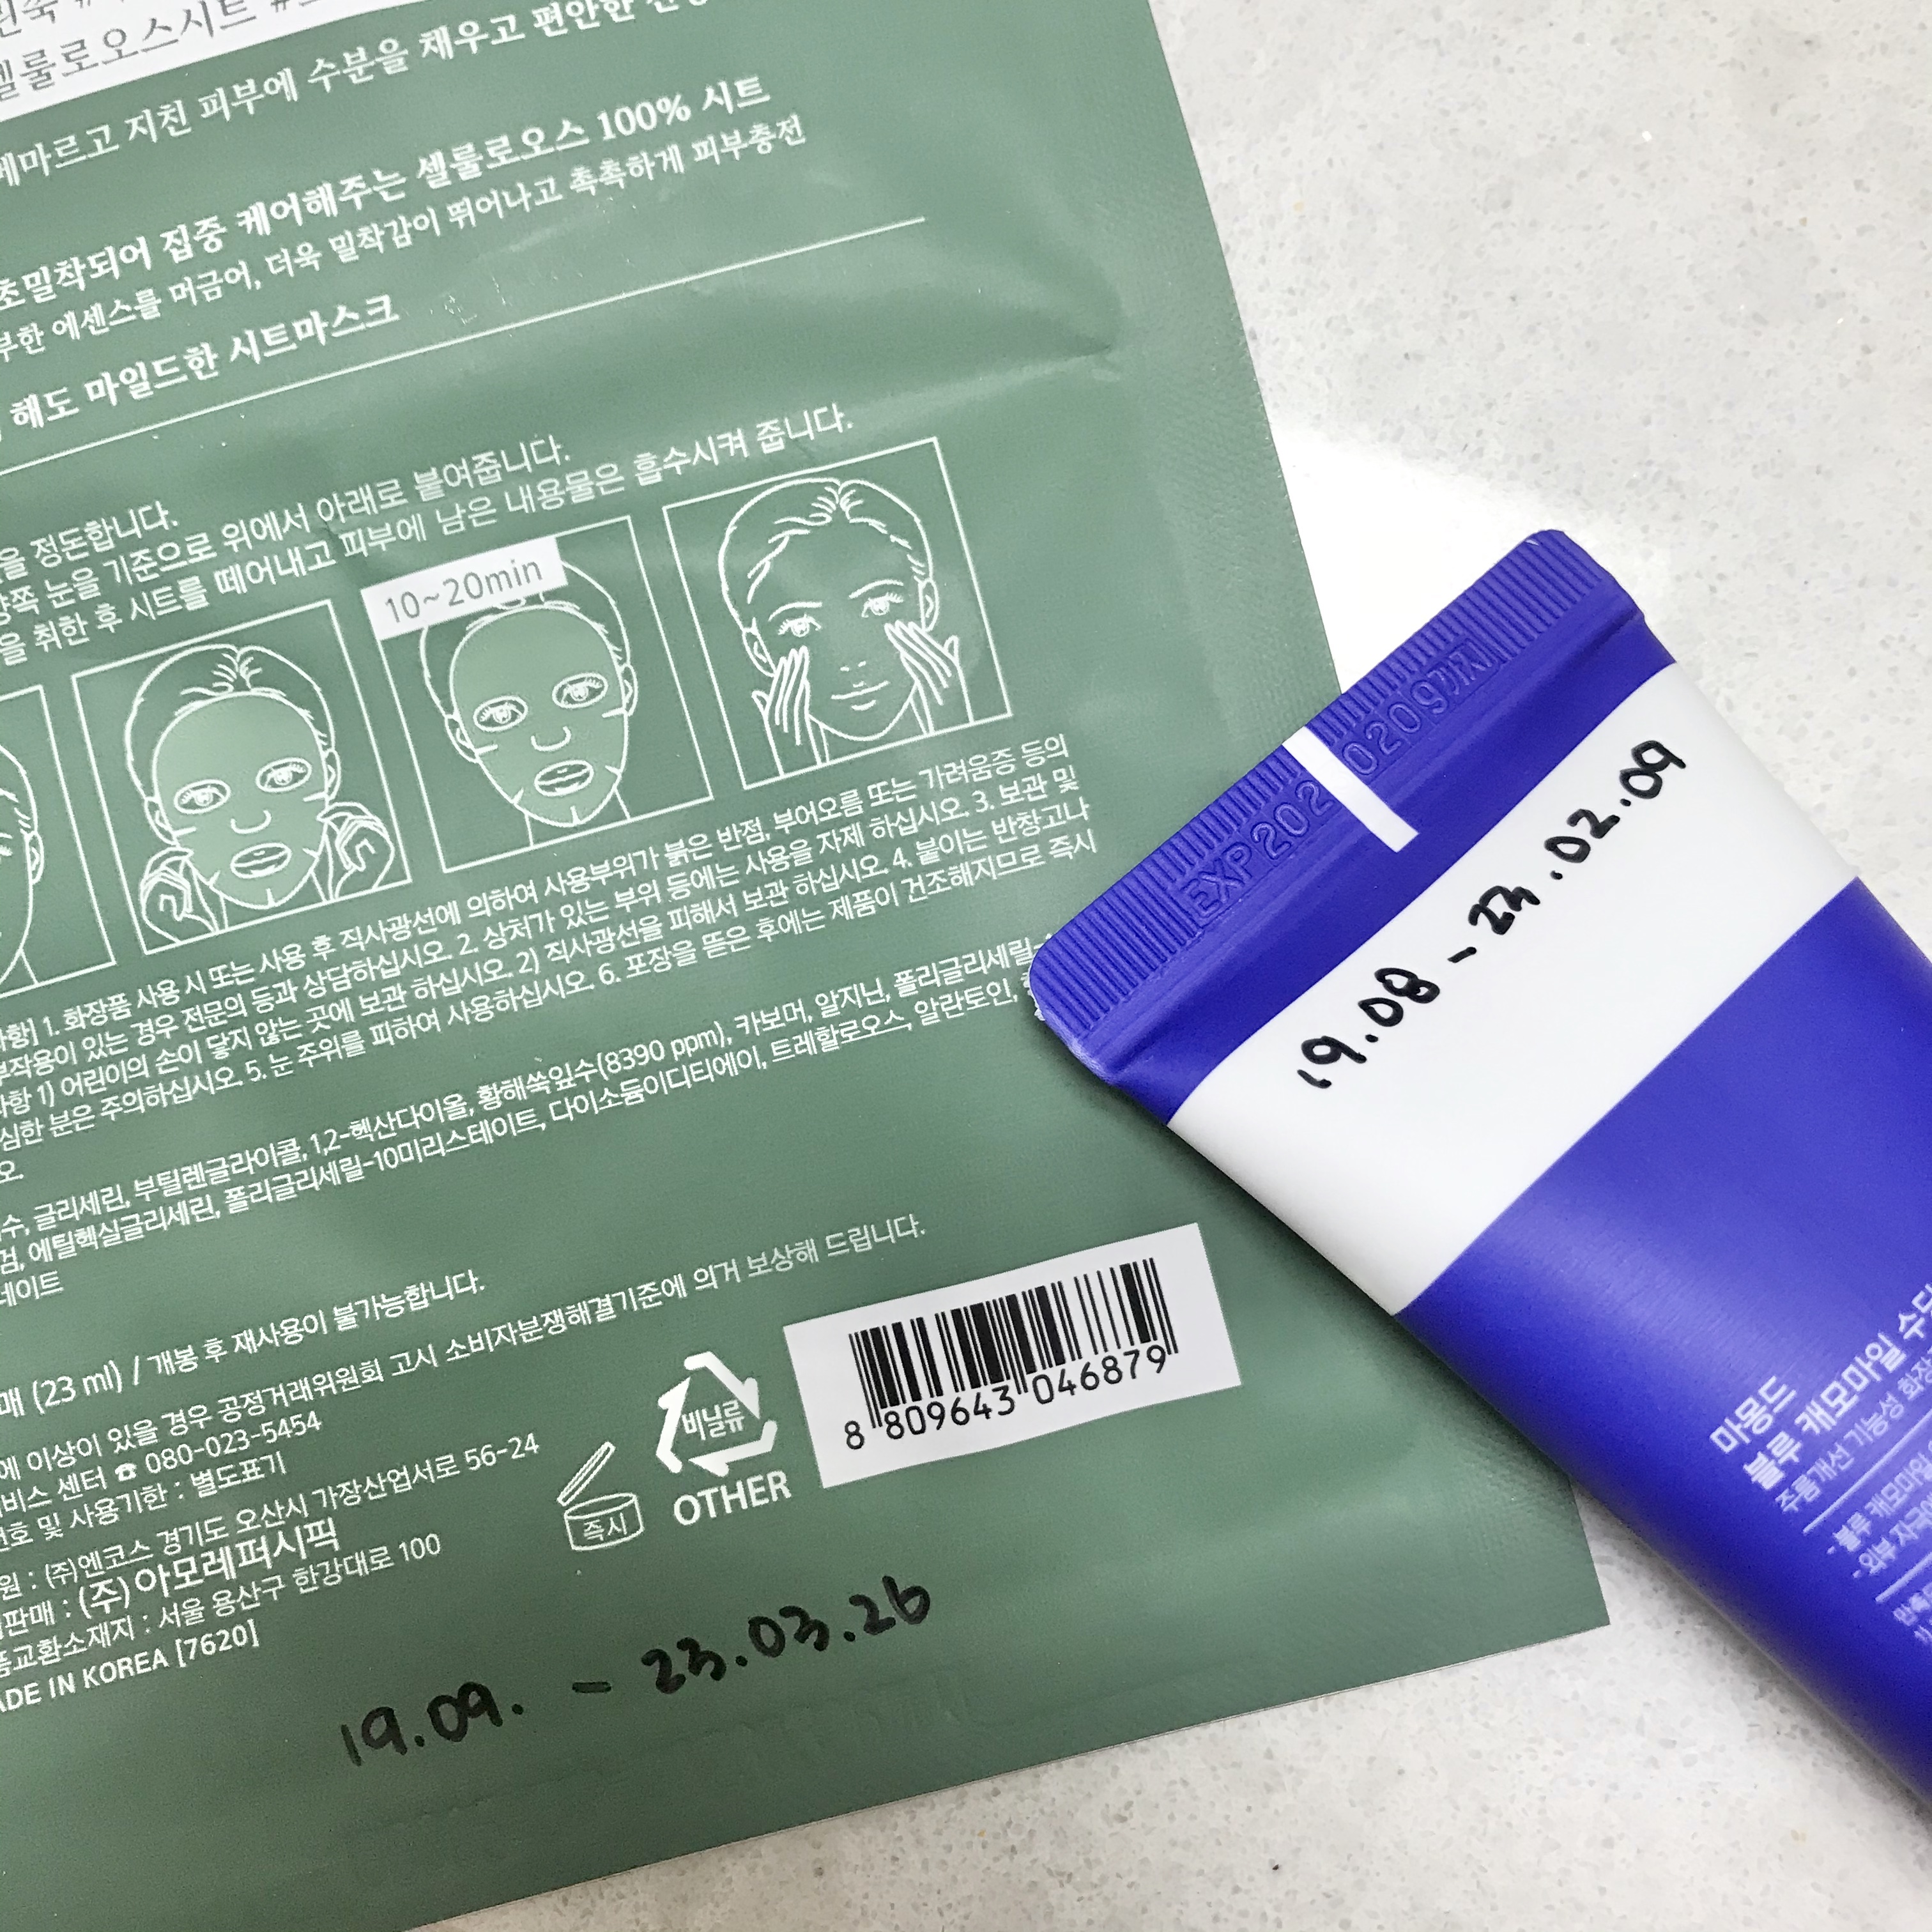 셀룰로오스시트
메마르고 지친 피부에 수분을 채우고 편안한
초밀착되어 집중 케어해주는 셀룰로오스 100% 시트
에센스를 머금어, 더욱 밀착감이 뛰어나고 촉촉하게 피부충전
해도 마일드한 시트마스크
정돈합니다.
눈을 기준으로 위에서 아래로 붙여줍니다.
을 취한 후 시트를 떼어내고 피부에 남은 내용물은 흡수시켜 줍니다.
10~20min
1. 화장품 사용 시 또는 사용 후 직사광선에 의하여 사용부위가 붉은 반점, 부어오름 또는 가려움증 등의
부작용이 있는 경우 전문의 등과 상담하십시오. 2. 상처가 있는 부위 등에는 사용을 자제 하십시오. 3. 보관 및
1) 어린이의 손이 닿지 않는 곳에 보관 하십시오. 2) 직사광선을 피해서 보관 하십시오. 4. 붙이는 반창고나
심한 분은 주의하십시오. 5. 눈 주위를 피하여 사용하십시오. 6. 포장을 뜯은 후에는 제품이 건조해지므로 즉시
오.
수, 글리세린, 부틸렌글라이콜, 1,2-헥산다이올, 황해쑥잎수(8390 ppm), 카보머, 알지닌, 폴리글리세릴-
검, 에틸헥실글리세린, 폴리글리세릴-10미리스테이트, 다이소듐이디티에이, 트레할로오스, 알란토인,
네이트
매 (23 ml) / 개봉 후 재사용이 불가능합니다.
에 이상이 있을 경우 공정거래위원회 고시 소비자분쟁해결기준에 의거 보상해 드립니다.
비스 센터 ☎ 080-023-5454
번호 및 사용기한 : 별도표기
원 : (주)엔코스 경기도 오산시 가장산업서로 56-24
판매 : (주)아모레퍼시픽
품교환소재지 : 서울 용산구 한강대로 100
ADE IN KOREA [7620]
즉시
비닐류
OTHER
8 809643 046879
19.09. - 23.03.26
EXP 202 0209까지
19.08 - 23.02.09
마몽드
블루 캐모마일 수딩
주름개선 기능성 화장
- 블루 캐모마일
- 외부 자극